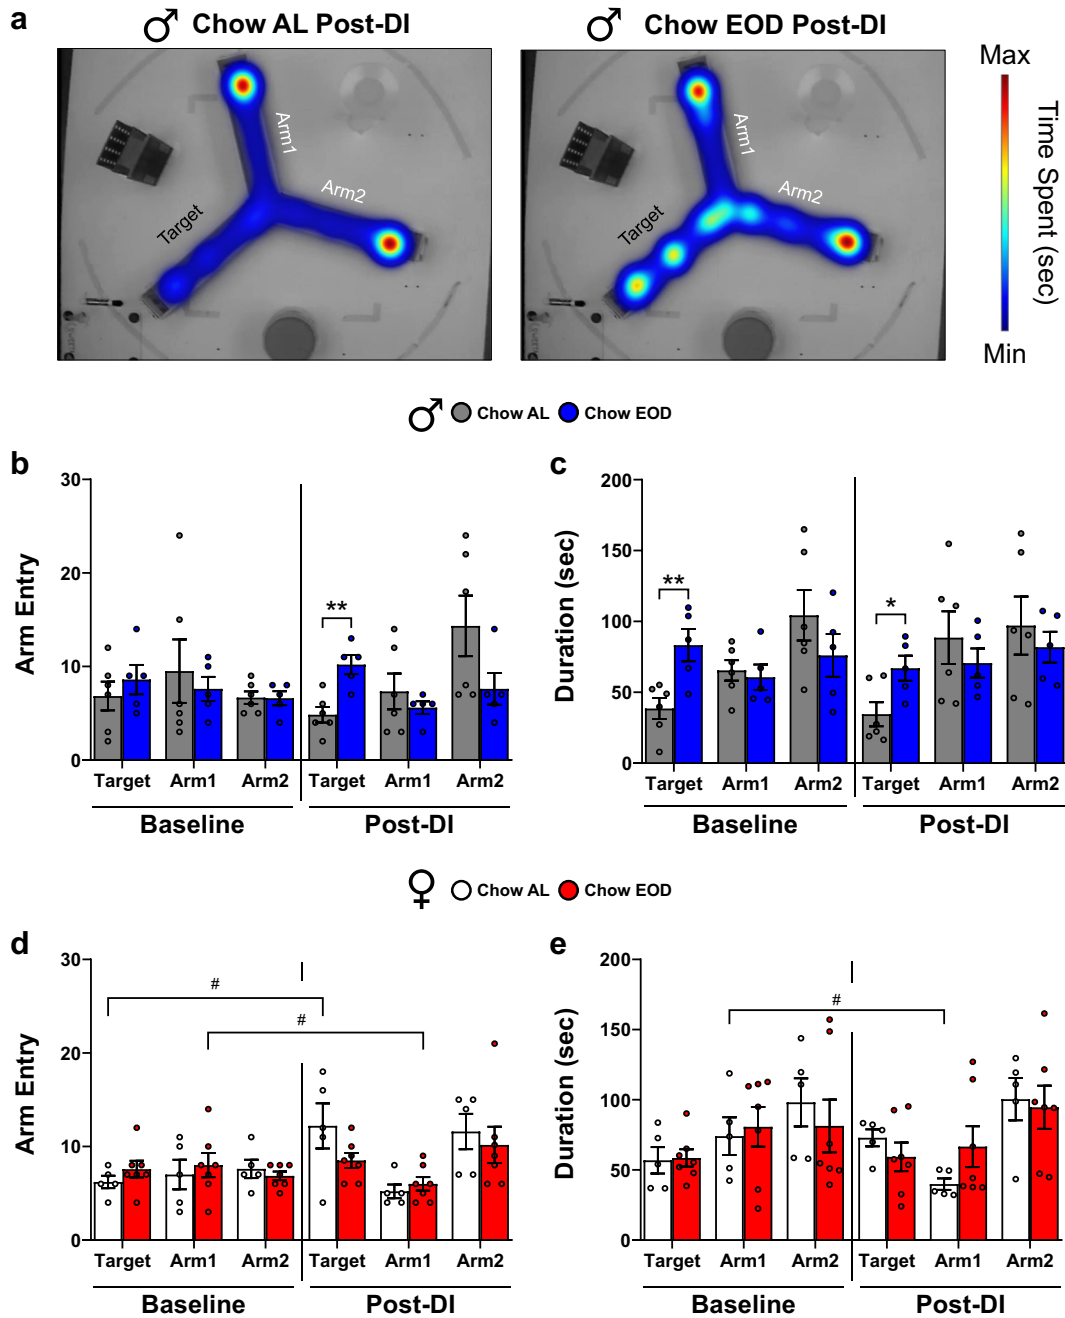 a
♂ Chow AL Post-DI
♂ Chow EOD Post-DI
Arm1
Arm2
Target
Arm1
Arm2
Target
Max
Time Spent (sec)
Min
♂ Chow AL Chow EOD
b
Arm Entry
30
20
10
0
**
Target Arm1 Arm2 Target Arm1 Arm2
Baseline Post-DI
c
Duration (sec)
200
150
100
50
0
**
*
Target Arm1 Arm2 Target Arm1 Arm2
Baseline Post-DI
♀ Chow AL Chow EOD
d
Arm Entry
30
20
10
0
#
#
Target Arm1 Arm2 Target Arm1 Arm2
Baseline Post-DI
e
Duration (sec)
200
150
100
50
0
#
Target Arm1 Arm2 Target Arm1 Arm2
Baseline Post-DI